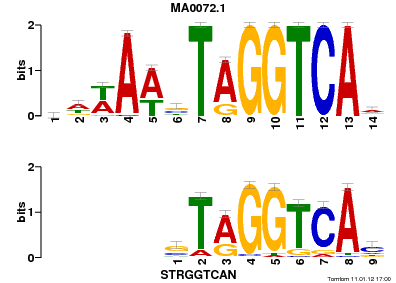 MA0072.1
2
bits
1
0
TAGGTCA
1 2 3 4 5 6 7 8 9 10 11 12 13 14
2
bits
1
0
TAGGTCA
1 2 3 4 5 6 7 8 9
STRGGTCAN
Tomtom 11.01.12 17:00